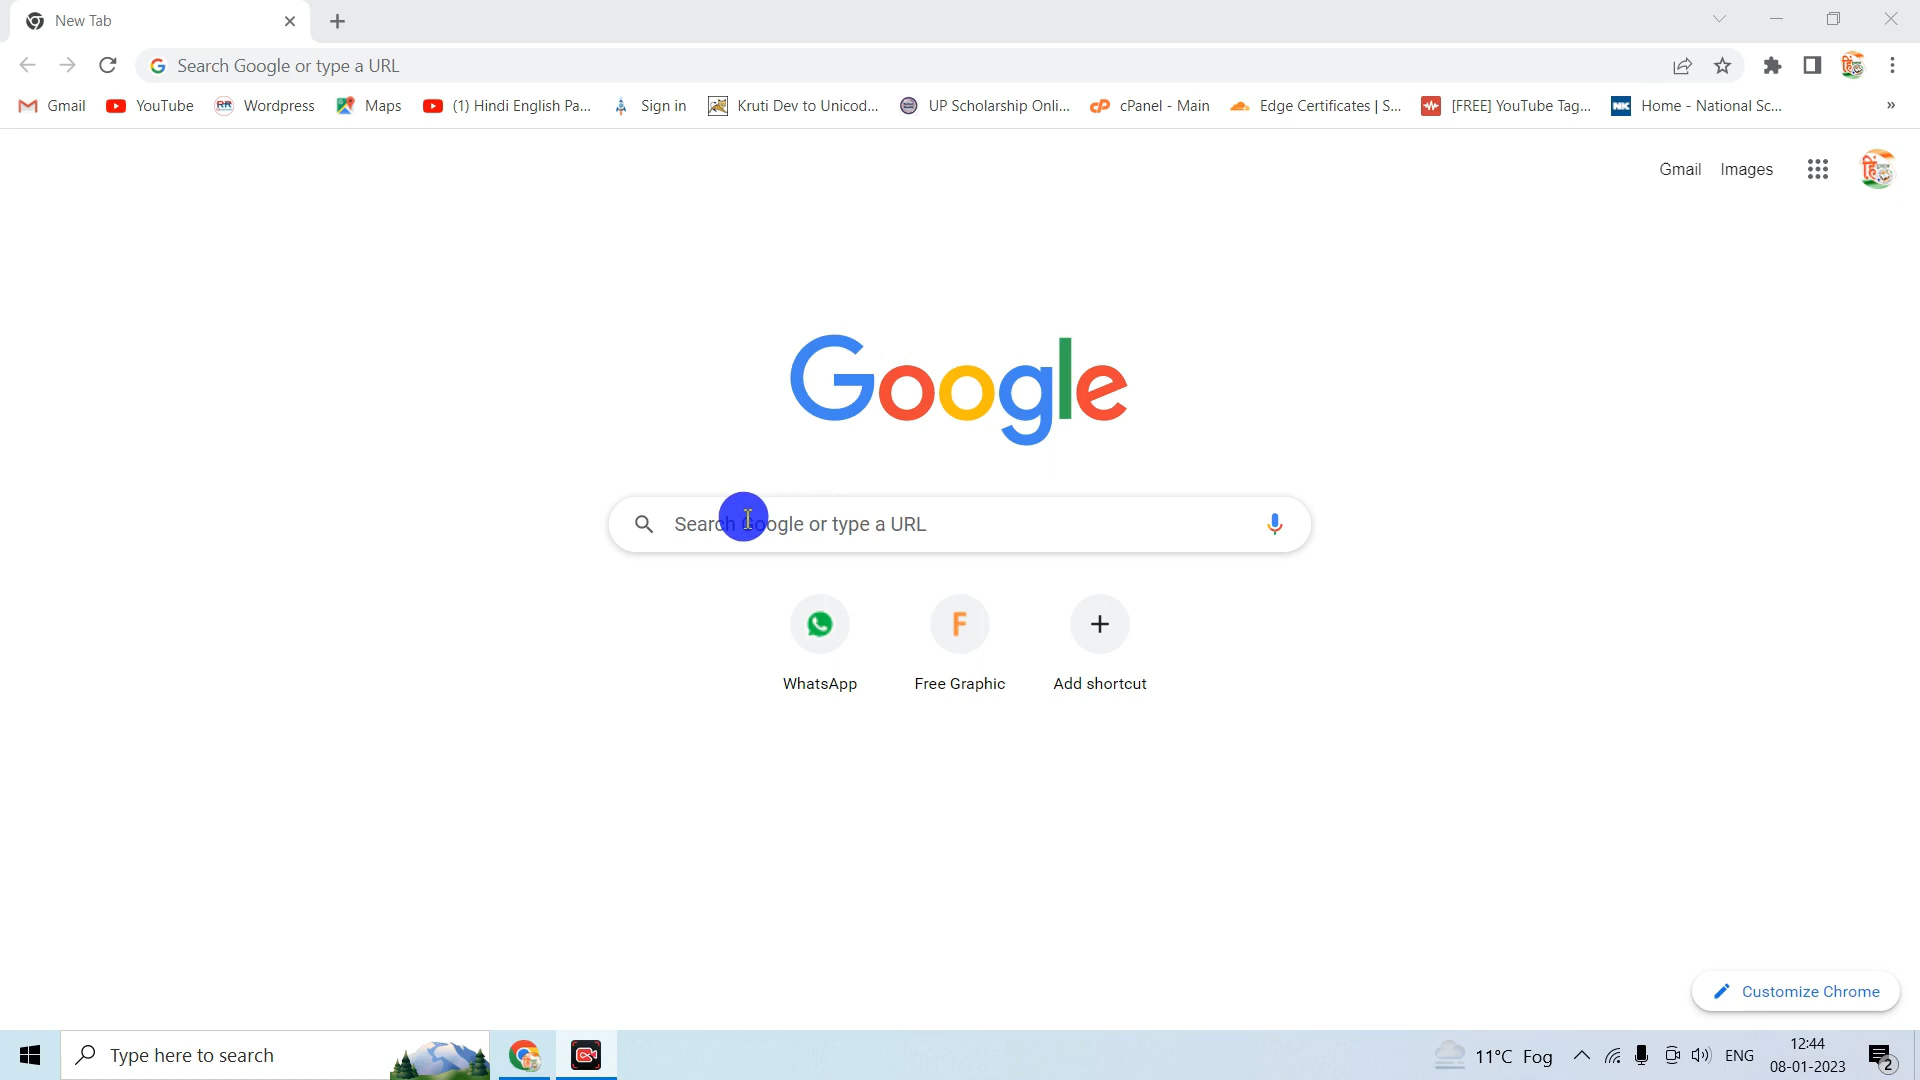 New Tab
Search Google or type a URL
Gmail YouTube Wordpress Maps (1) Hindi English Pa... Sign in Kruti Dev to Unicod... UP Scholarship Onli... cPanel - Main Edge Certificates | S... [FREE] YouTube Tag... Home - National Sc... »
Gmail Images
Google
Search Google or type a URL
F
WhatsApp Free Graphic Add shortcut
Customize Chrome
Type here to search
11°C Fog ENG
12:44
08-01-2023
2